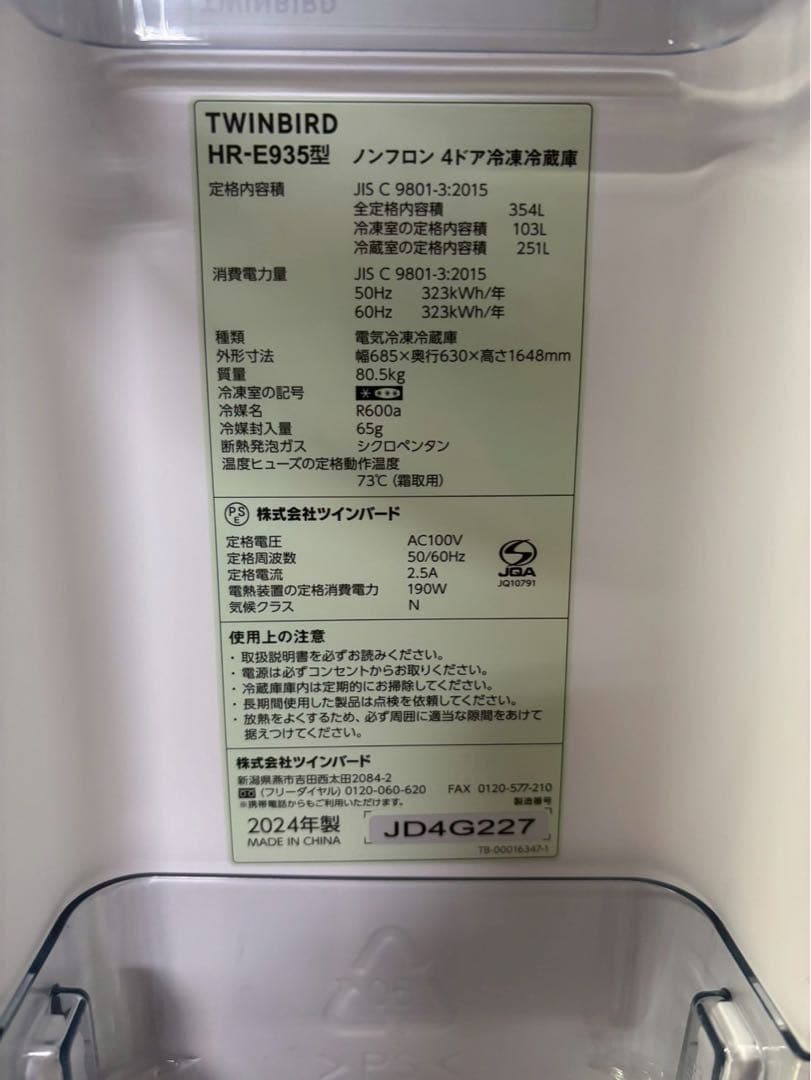 TWINBIRD
HR-E935型 ノンフロン 4ドア冷凍冷蔵庫
定格内容積 JIS C 9801-3:2015
全定格内容積 354L
冷凍室の定格内容積 103L
冷蔵室の定格内容積 251L
消費電力量 JIS C 9801-3:2015
50Hz 323kWh/年
60Hz 323kWh/年
種類 電気冷凍冷蔵庫
外形寸法 幅685×奥行630×高さ1648mm
質量 80.5kg
冷凍室の記号
冷媒名 R600a
冷媒封入量 65g
断熱発泡ガス シクロペンタン
温度ヒューズの定格動作温度
73℃（霜取用）
PSE 株式会社ツインバード
定格電圧 AC100V
定格周波数 50/60Hz
定格電流 2.5A
電熱装置の定格消費電力 190W
気候クラス N
JQA
JQ10791
使用上の注意
・取扱説明書を必ずお読みください。
・電源は必ずコンセントからお取りください。
・冷蔵庫庫内は定期的にお掃除してください。
・長期間使用した製品は点検を依頼してください。
・放熱をよくするため、必ず周囲に適当な隙間をあけて
据えつけてください。
株式会社ツインバード
新潟県燕市吉田西太田2084-2
(フリーダイヤル) 0120-060-620 FAX 0120-577-210
※携帯電話からもご利用いただけます。 製造番号
2024年製 JD4G227
MADE IN CHINA
TB-00016347-1
>PS<